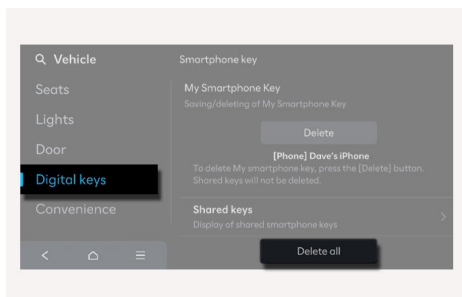 Vehicle
Seats
Lights
Door
Digital keys
Convenience
Smartphone key
My Smartphone Key
Saving/deleting of My Smartphone Key
Delete
[Phone] Dave's iPhone
To delete My smartphone key, press the [Delete] button.
Shared keys will not be deleted.
Shared keys
Display of shared smartphone keys
Delete all